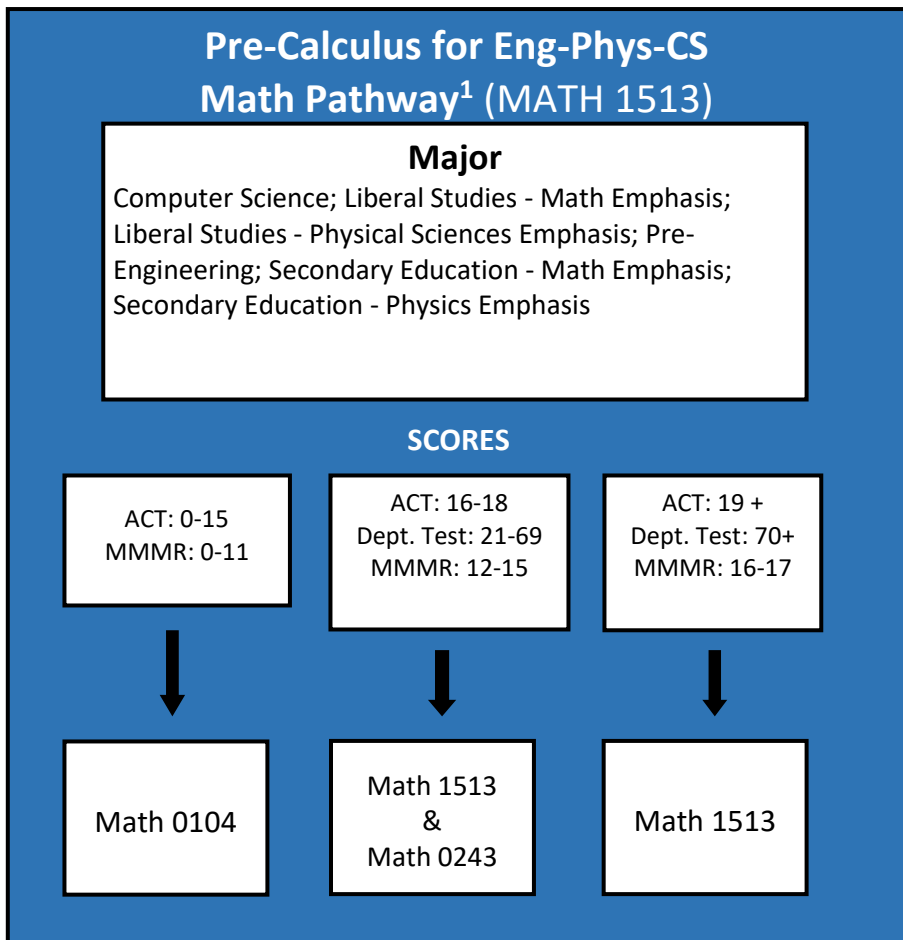 Pre-Calculus for Eng-Phys-CS
Math Pathway¹ (MATH 1513)
Major
Computer Science; Liberal Studies - Math Emphasis;
Liberal Studies - Physical Sciences Emphasis; Pre-
Engineering; Secondary Education - Math Emphasis;
Secondary Education - Physics Emphasis
SCORES
ACT: 0-15
MMMR: 0-11
ACT: 16-18
Dept. Test: 21-69
MMMR: 12-15
ACT: 19 +
Dept. Test: 70+
MMMR: 16-17
Math 0104
Math 1513
&
Math 0243
Math 1513